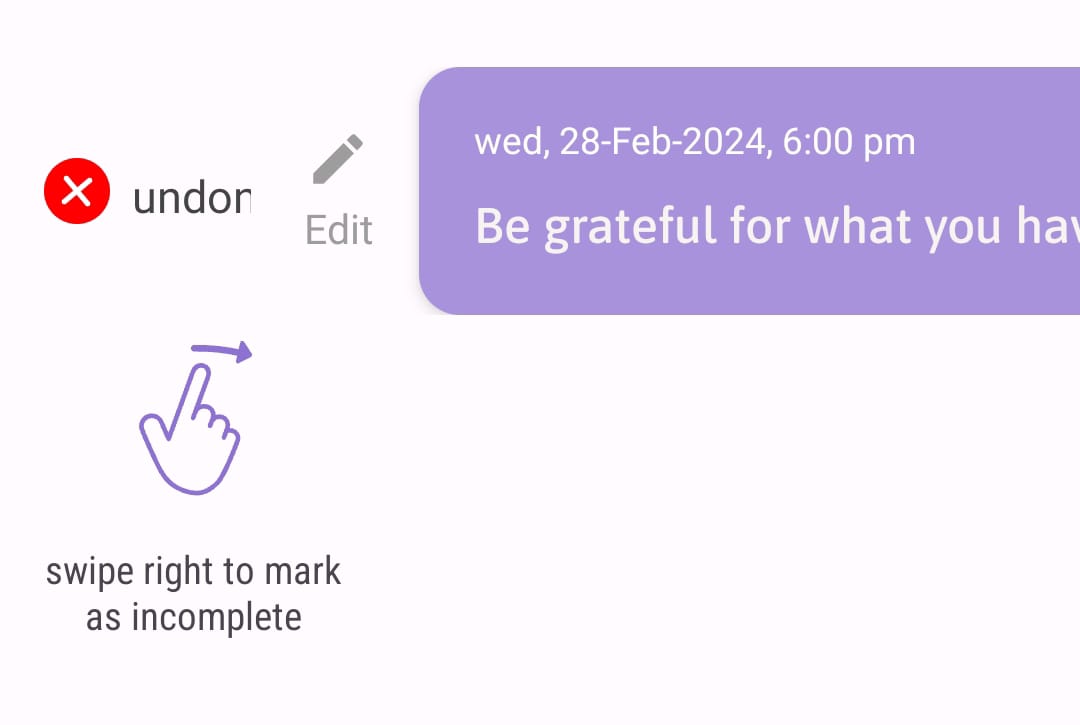 wed, 28-Feb-2024, 6:00 pm
undon
Edit
Be grateful for what you hav
swipe right to mark
as incomplete